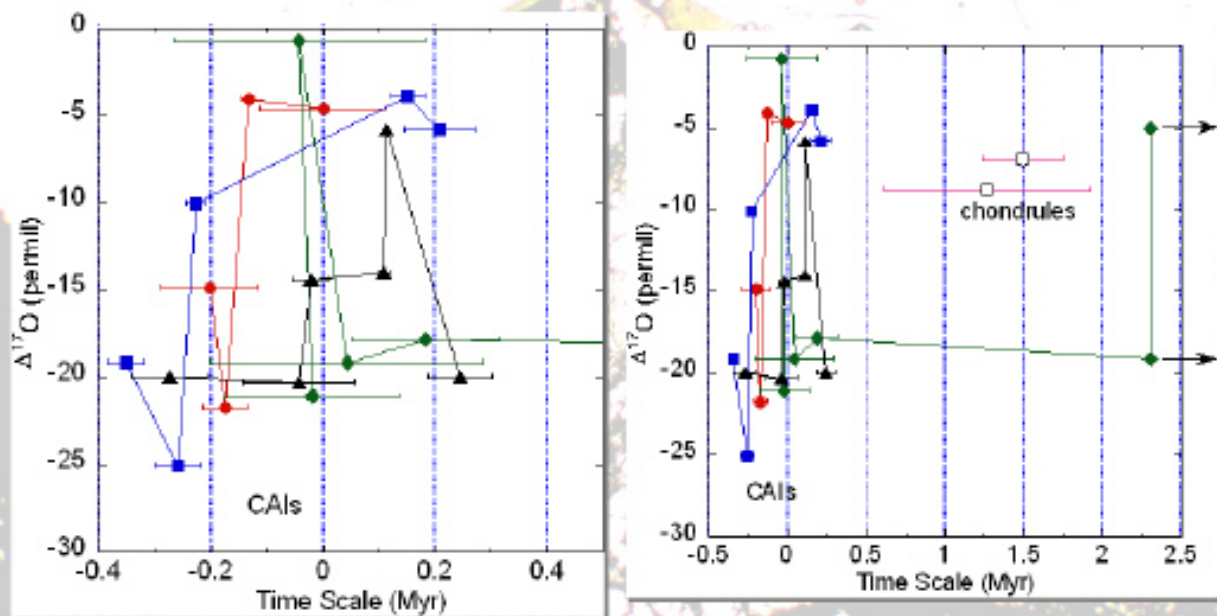 0
-5
-10
-15
-20
-25
-30
Δ¹⁷O (permil)
CAIs
-0.4 -0.2 0 0.2 0.4
Time Scale (Myr)
0
-5
-10
-15
-20
-25
-30
Δ¹⁷O (permil)
chondrules
CAIs
-0.5 0 0.5 1 1.5 2 2.5
Time Scale (Myr)